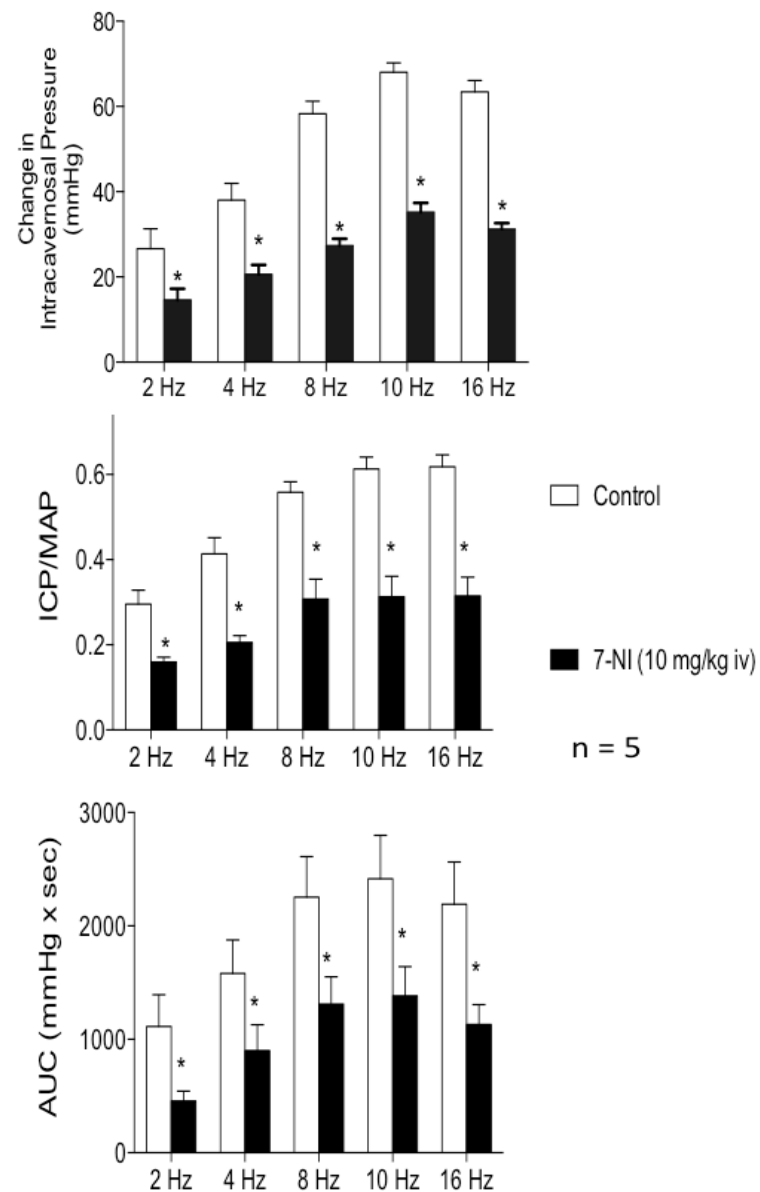 Change in
Intracavernosal Pressure
(mmHg)
80
60
40
20
0
*
*
*
*
*
2 Hz
4 Hz
8 Hz
10 Hz
16 Hz
ICP/MAP
0.6
0.4
0.2
0.0
*
*
*
*
*
2 Hz
4 Hz
8 Hz
10 Hz
16 Hz
Control
7-NI (10 mg/kg iv)
n = 5
AUC (mmHg x sec)
3000
2000
1000
0
*
*
*
*
*
2 Hz
4 Hz
8 Hz
10 Hz
16 Hz